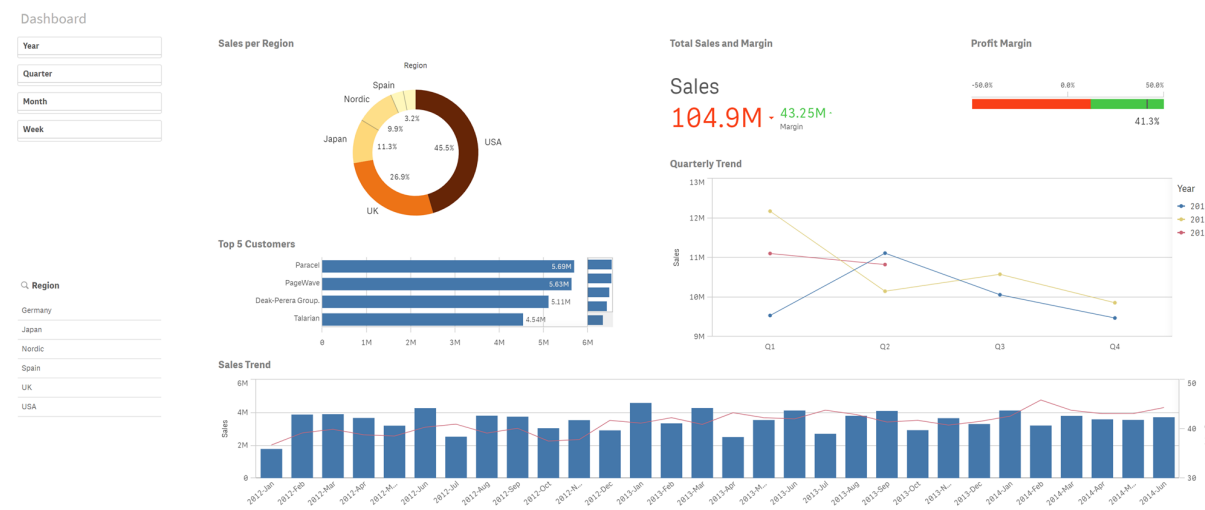 Dashboard
Year
Quarter
Month
Week
Region
Germany
Japan
Nordic
Spain
UK
USA
Sales per Region
Region
Spain
Nordic
Japan
UK
USA
3.2%
9.9%
11.3%
26.9%
45.5%
Top 5 Customers
Paracel
PageWave
Deak-Perera Group.
Talarian
5.69M
5.63M
5.11M
4.54M
0 1M 2M 3M 4M 5M 6M
Total Sales and Margin
Sales
104.9M
43.25M
Margin
Profit Margin
-50.0% 0.0% 50.0%
41.3%
Quarterly Trend
Sales
13M
12M
11M
10M
9M
Q1 Q2 Q3 Q4
Year
201
201
201
Sales Trend
Sales
6M
4M
2M
0
50
40
30
2012-Jan
2012-Feb
2012-Mar
2012-Apr
2012-M...
2012-Jun
2012-Jul
2012-Aug
2012-Sep
2012-Oct
2012-N...
2012-Dec
2013-Jan
2013-Feb
2013-Mar
2013-Apr
2013-M...
2013-Jun
2013-Jul
2013-Aug
2013-Sep
2013-Oct
2013-N...
2013-Dec
2014-Jan
2014-Feb
2014-Mar
2014-Apr
2014-M...
2014-Jun